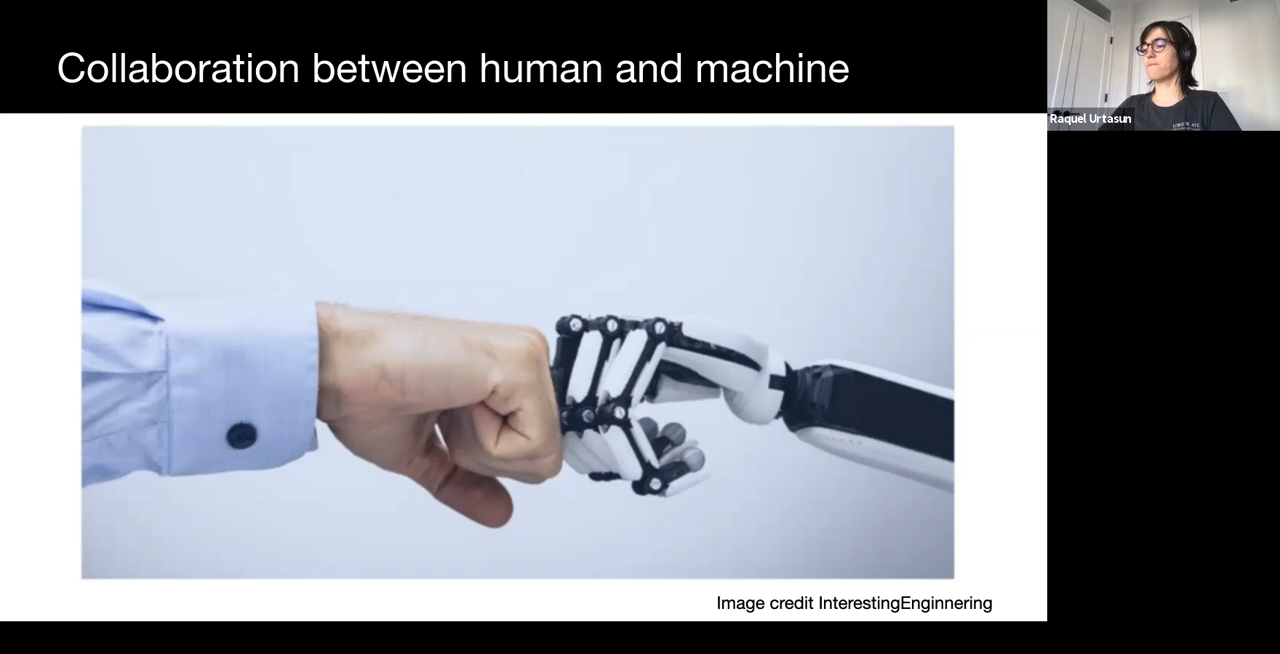 Collaboration between human and machine
Raquel Urtasun
Image credit InterestingEnginnering